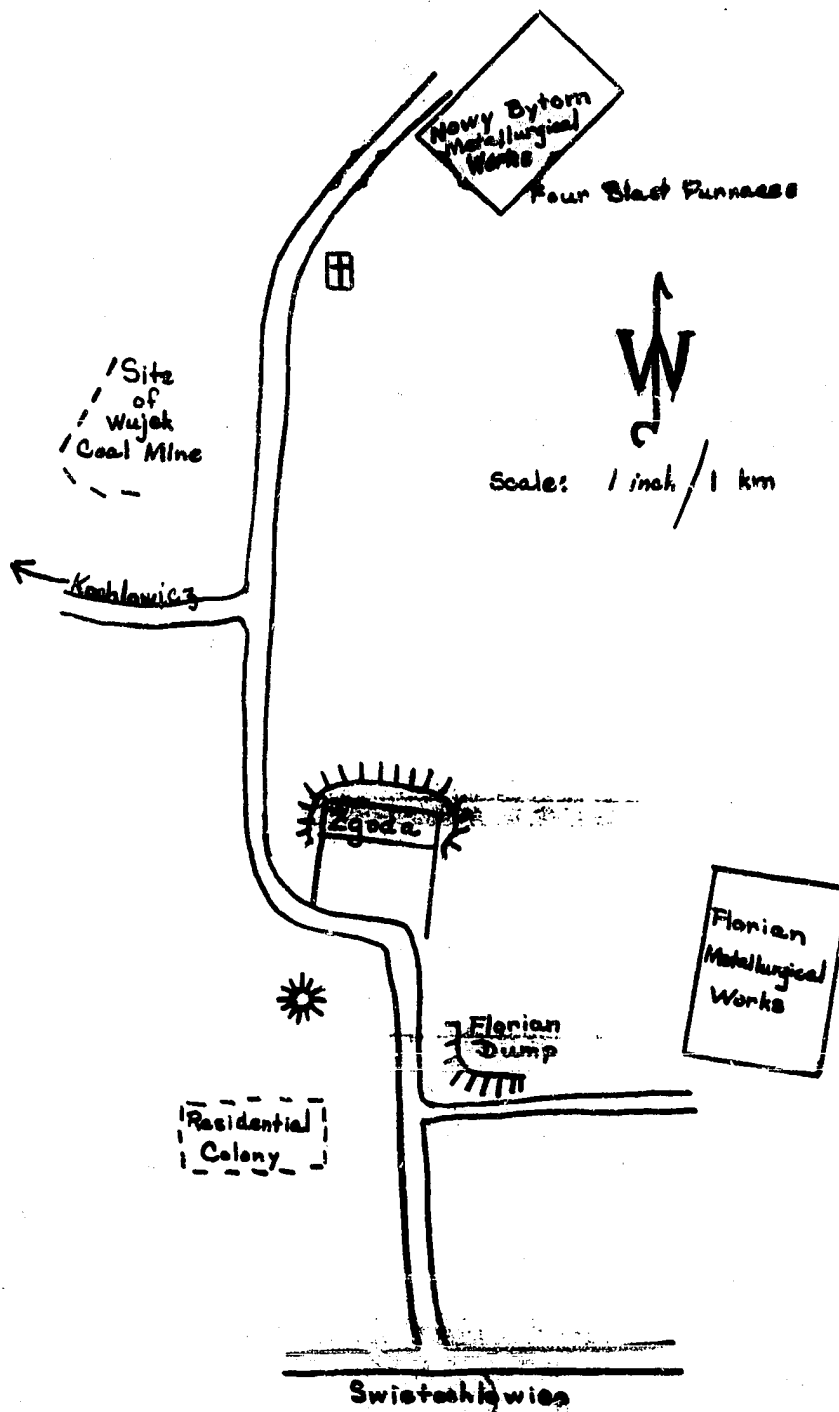 Nowy Bytom
Metallurgical
Works
Four Blast Furnaces
Site
of
Wujek
Coal Mine
W
Scale: 1 inch / 1 km
Kochlowicz
Zgoda
Florian
Metallurgical
Works
Florian
Dump
Residential
Colony